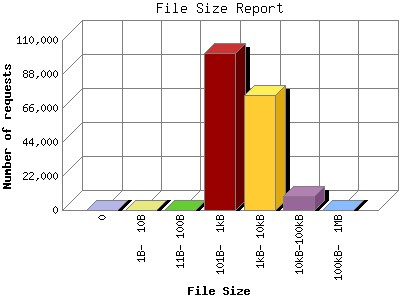 File Size Report
Number of requests
110,000
88,000
66,000
44,000
22,000
0
0
1B- 10B
11B- 100B
101B- 1kB
1kB- 10kB
10kB-100kB
100kB- 1MB
File Size